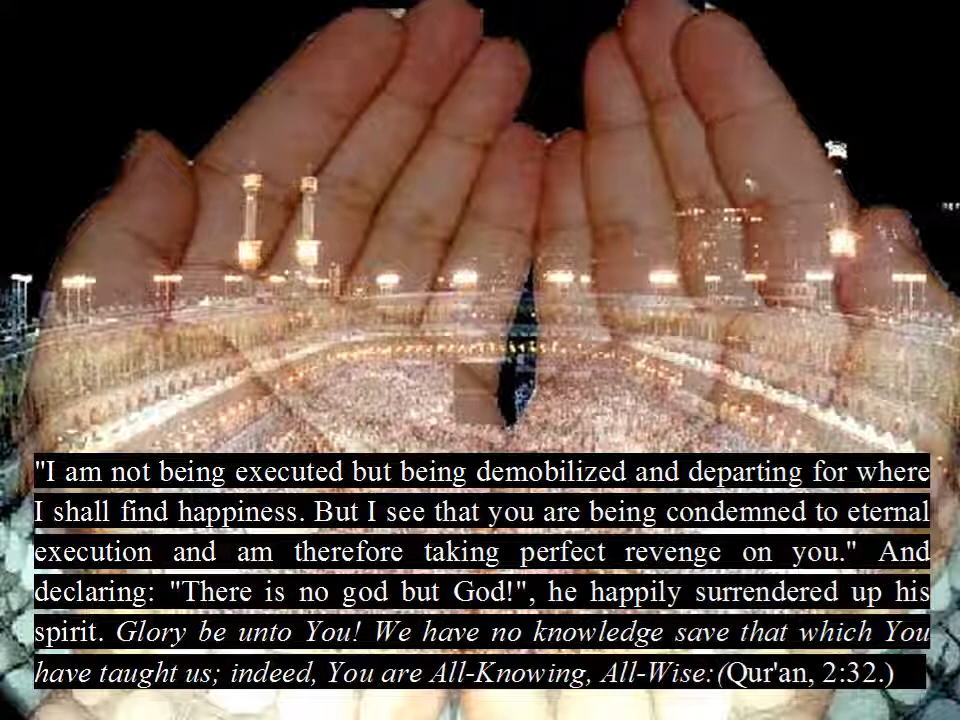 "I am not being executed but being demobilized and departing for where
I shall find happiness. But I see that you are being condemned to eternal
execution and am therefore taking perfect revenge on you." And
declaring: "There is no god but God!", he happily surrendered up his
spirit. Glory be unto You! We have no knowledge save that which You
have taught us; indeed, You are All-Knowing, All-Wise:(Qur'an, 2:32.)